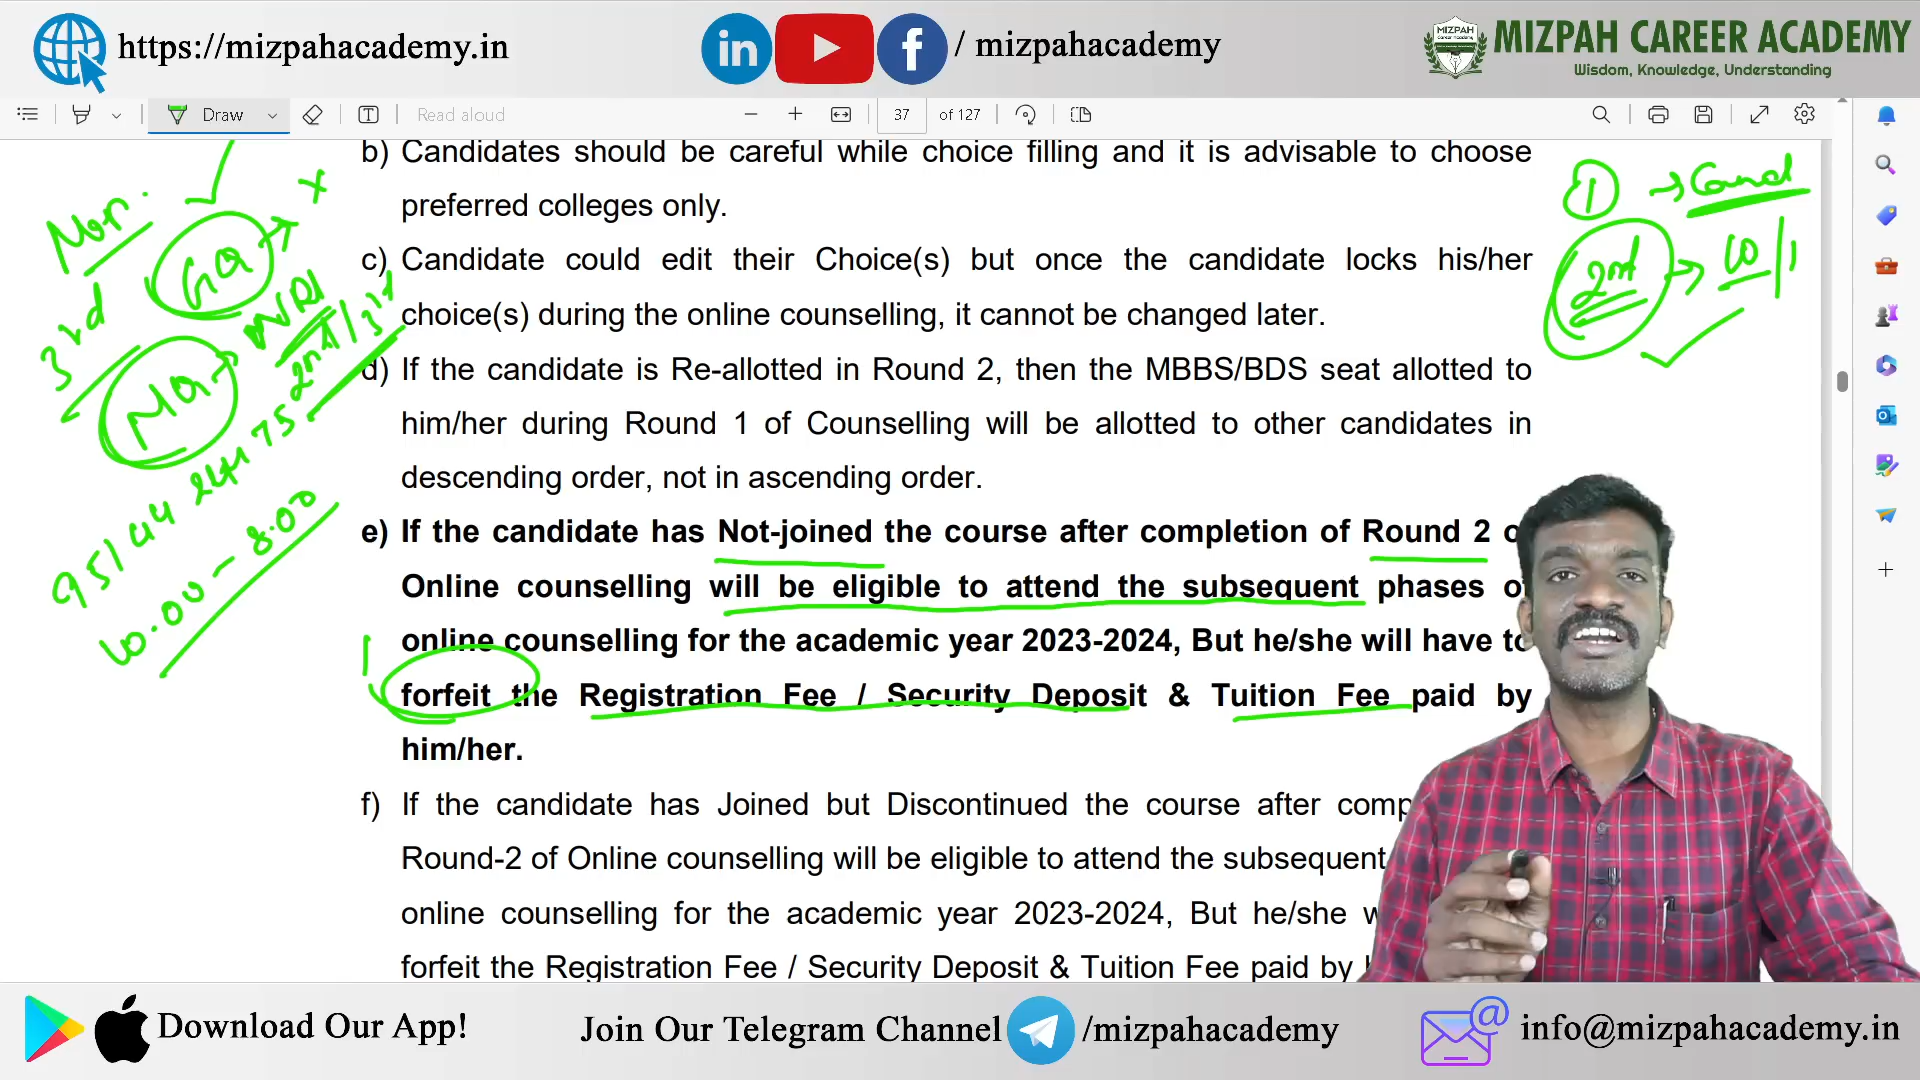 https://mizpahacademy.in
in
f
/ mizpahacademy
MIZPAH
Career Academy
MIZPAH CAREER ACADEMY
Wisdom, Knowledge, Understanding
Draw
Read aloud
37
of 127
b) Candidates should be careful while choice filling and it is advisable to choose
preferred colleges only.
c) Candidate could edit their Choice(s) but once the candidate locks his/her
choice(s) during the online counselling, it cannot be changed later.
d) If the candidate is Re-allotted in Round 2, then the MBBS/BDS seat allotted to
him/her during Round 1 of Counselling will be allotted to other candidates in
descending order, not in ascending order.
e) If the candidate has Not-joined the course after completion of Round 2
Online counselling will be eligible to attend the subsequent phases
online counselling for the academic year 2023-2024, But he/she will have to
forfeit the Registration Fee / Security Deposit & Tuition Fee paid by
him/her.
f) If the candidate has Joined but Discontinued the course after
Round-2 of Online counselling will be eligible to attend the subsequent
online counselling for the academic year 2023-2024, But he/she
forfeit the Registration Fee / Security Deposit & Tuition Fee paid by
3rd
GQ
x
MQ
NRI
2nd/3rd
95144 24475
10.00 - 8.00
1
2nd
10/1
Download Our App!
Join Our Telegram Channel
/mizpahacademy
@
info@mizpahacademy.in